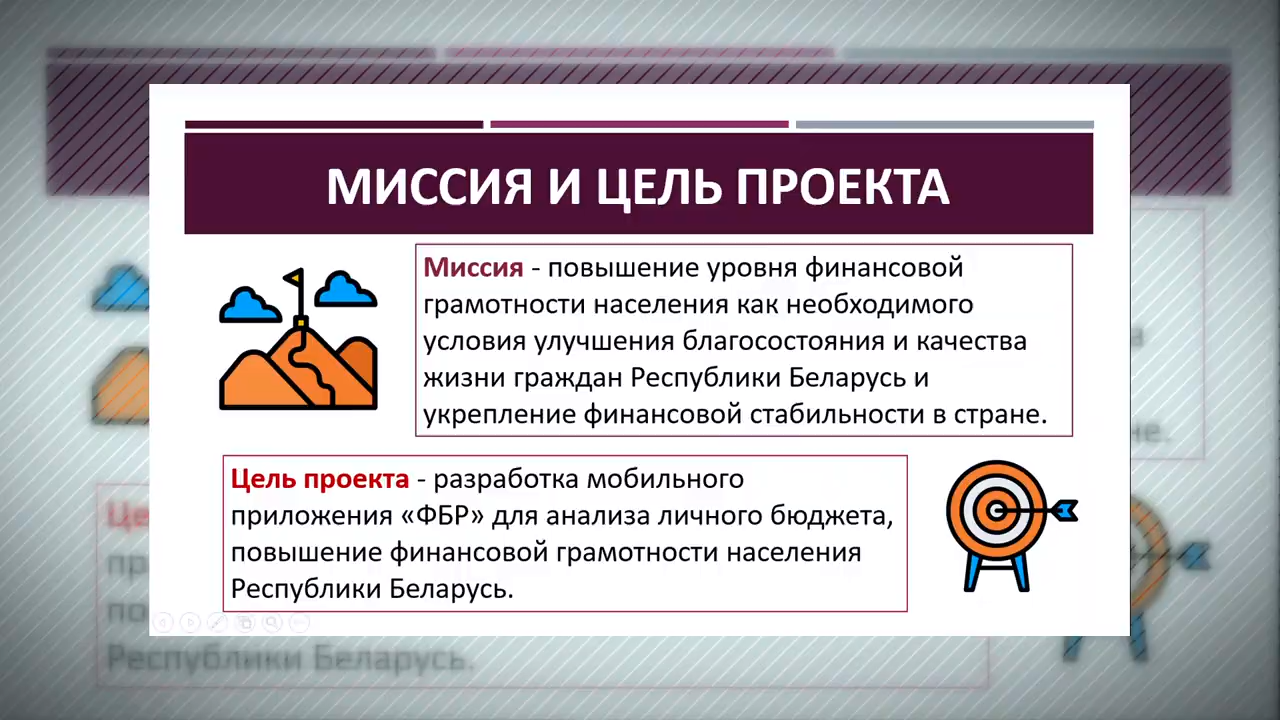 МИССИЯ И ЦЕЛЬ ПРОЕКТА
Миссия - повышение уровня финансовой
грамотности населения как необходимого
условия улучшения благосостояния и качества
жизни граждан Республики Беларусь и
укрепление финансовой стабильности в стране.
Цель проекта - разработка мобильного
приложения «ФБР» для анализа личного бюджета,
повышение финансовой грамотности населения
Республики Беларусь.